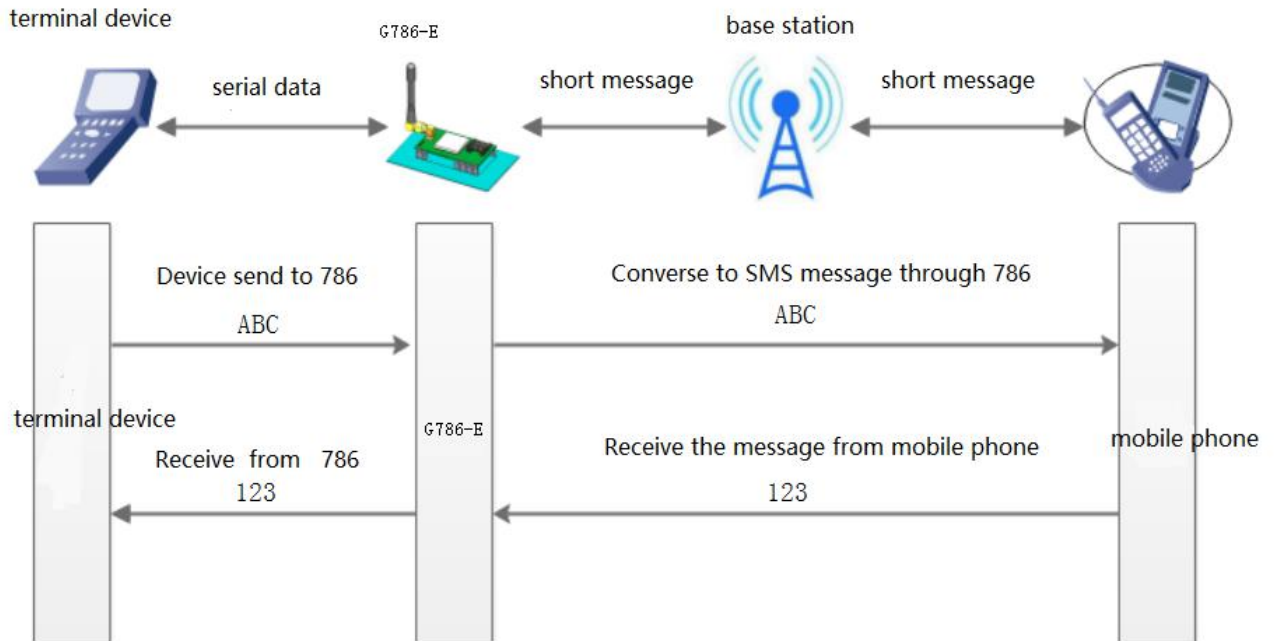 terminal device
G786-E
base station
serial data
short message
short message
Device send to 786
ABC
Converse to SMS message through 786
ABC
terminal device
G786-E
mobile phone
Receive from 786
123
Receive the message from mobile phone
123